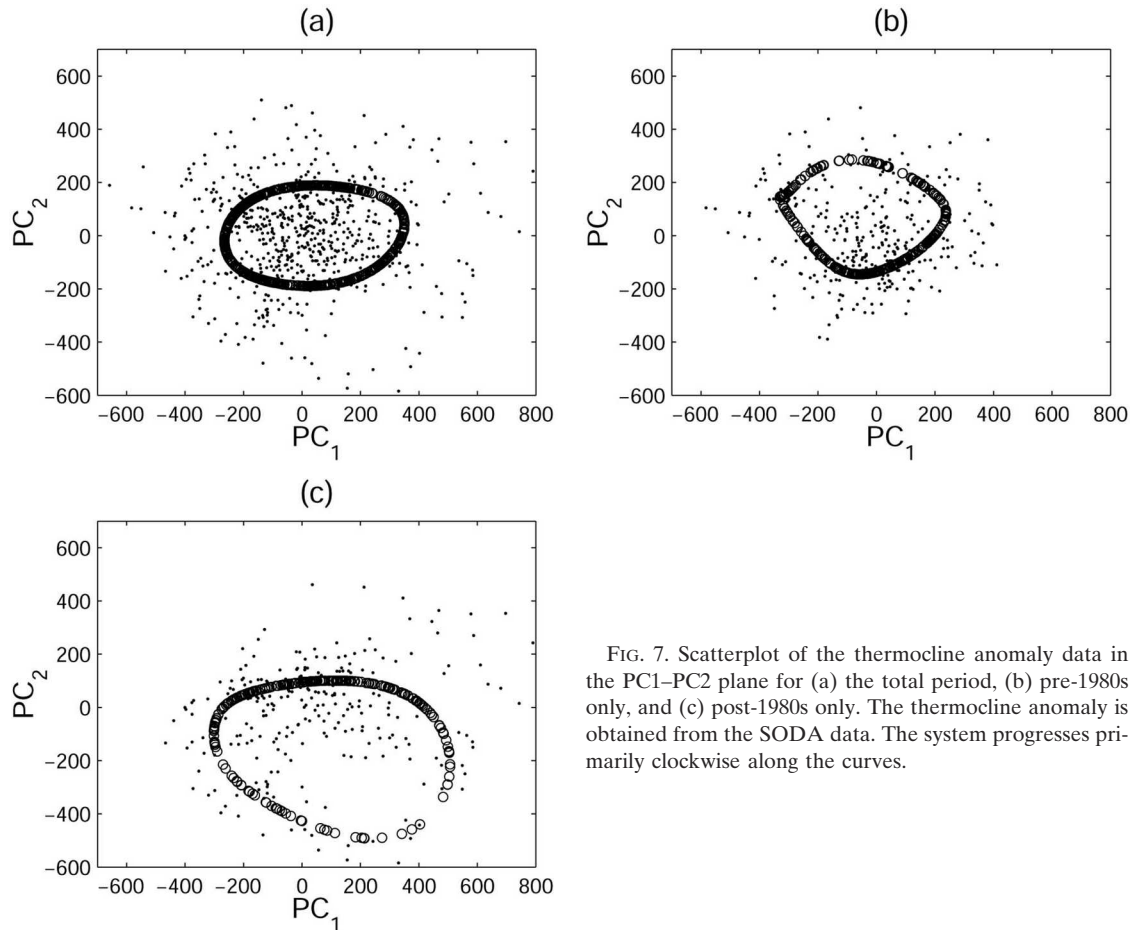 (a)
(b)
600
400
200
0
−200
−400
−600
PC2
−600 −400 −200 0 200 400 600 800
PC1
600
400
200
0
−200
−400
−600
PC2
−600 −400 −200 0 200 400 600 800
PC1
(c)
600
400
200
0
−200
−400
−600
PC2
−600 −400 −200 0 200 400 600 800
PC1
FIG. 7. Scatterplot of the thermocline anomaly data in
the PC1–PC2 plane for (a) the total period, (b) pre-1980s
only, and (c) post-1980s only. The thermocline anomaly is
obtained from the SODA data. The system progresses pri-
marily clockwise along the curves.